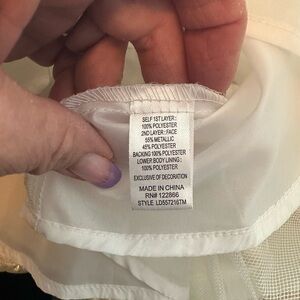 SELF 1ST LAYER:
100% POLYESTER
2ND LAYER: FACE
55% METALLIC
45% POLYESTER
BACKING 100% POLYESTER
LOWER BODY LINING:
100% POLYESTER
EXCLUSIVE OF DECORATION
MADE IN CHINA
RN# 122866
STYLE LD557216TM